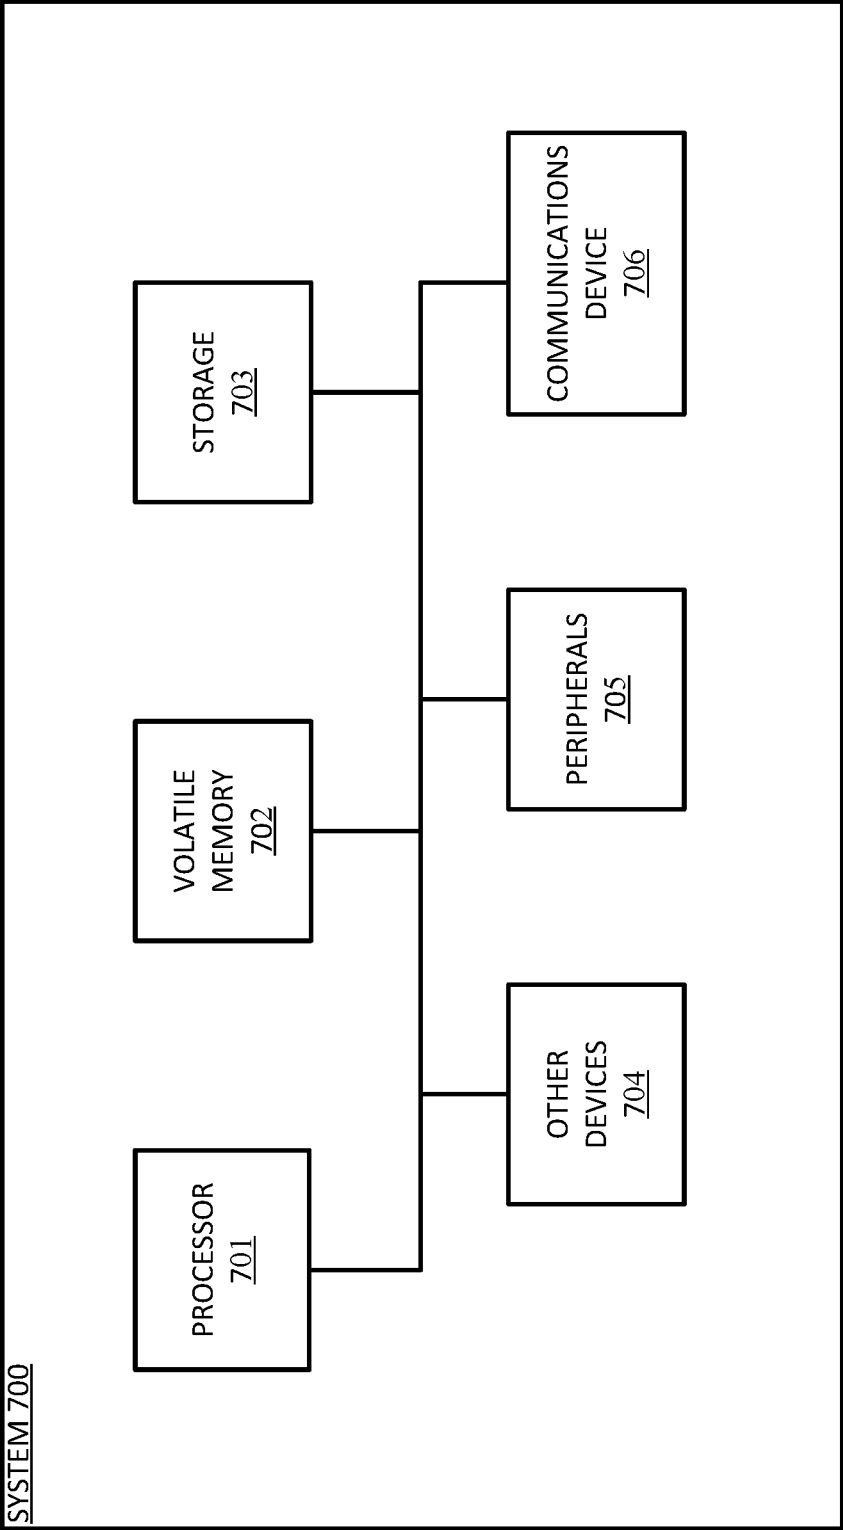 SYSTEM 700
PROCESSOR
701
VOLATILE
MEMORY
702
STORAGE
703
OTHER
DEVICES
704
PERIPHERALS
705
COMMUNICATIONS
DEVICE
706